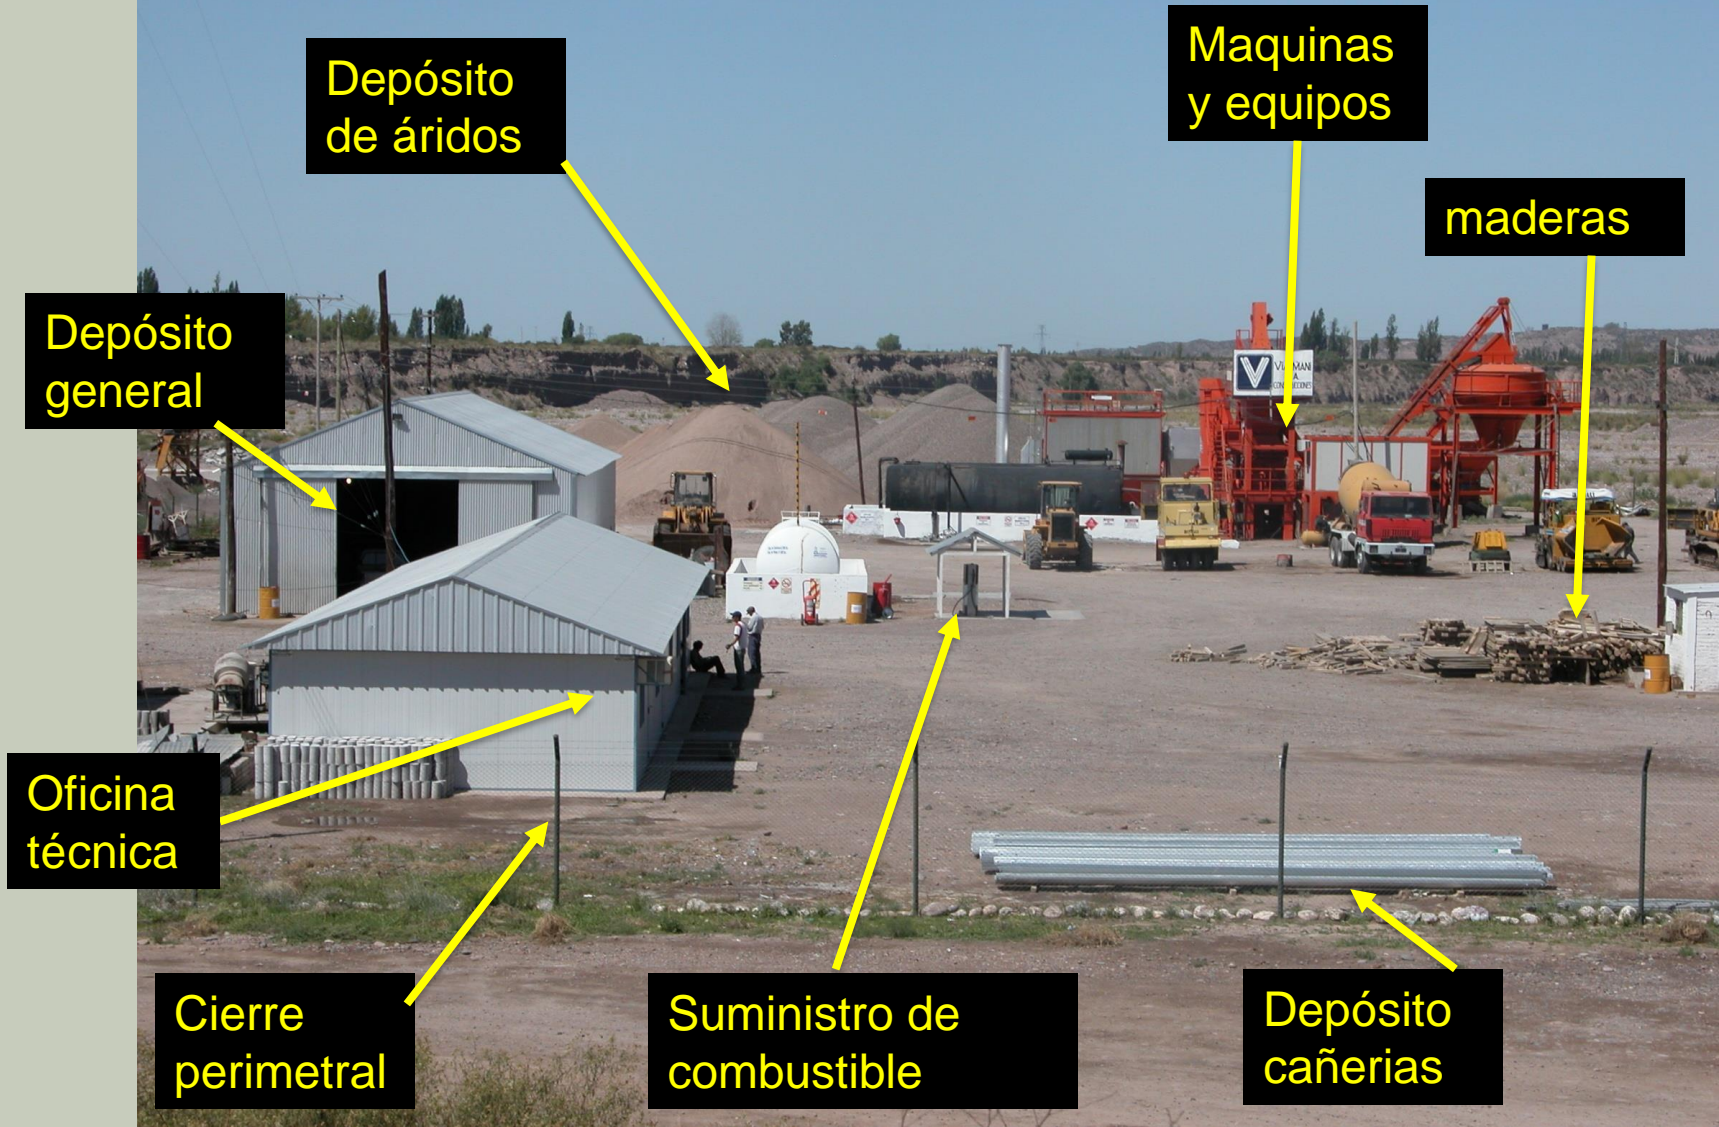 Maquinas
y equipos
Depósito
de áridos
maderas
Depósito
general
V
Oficina
técnica
Cierre
perimetral
Suministro de
combustible
Depósito
cañerias